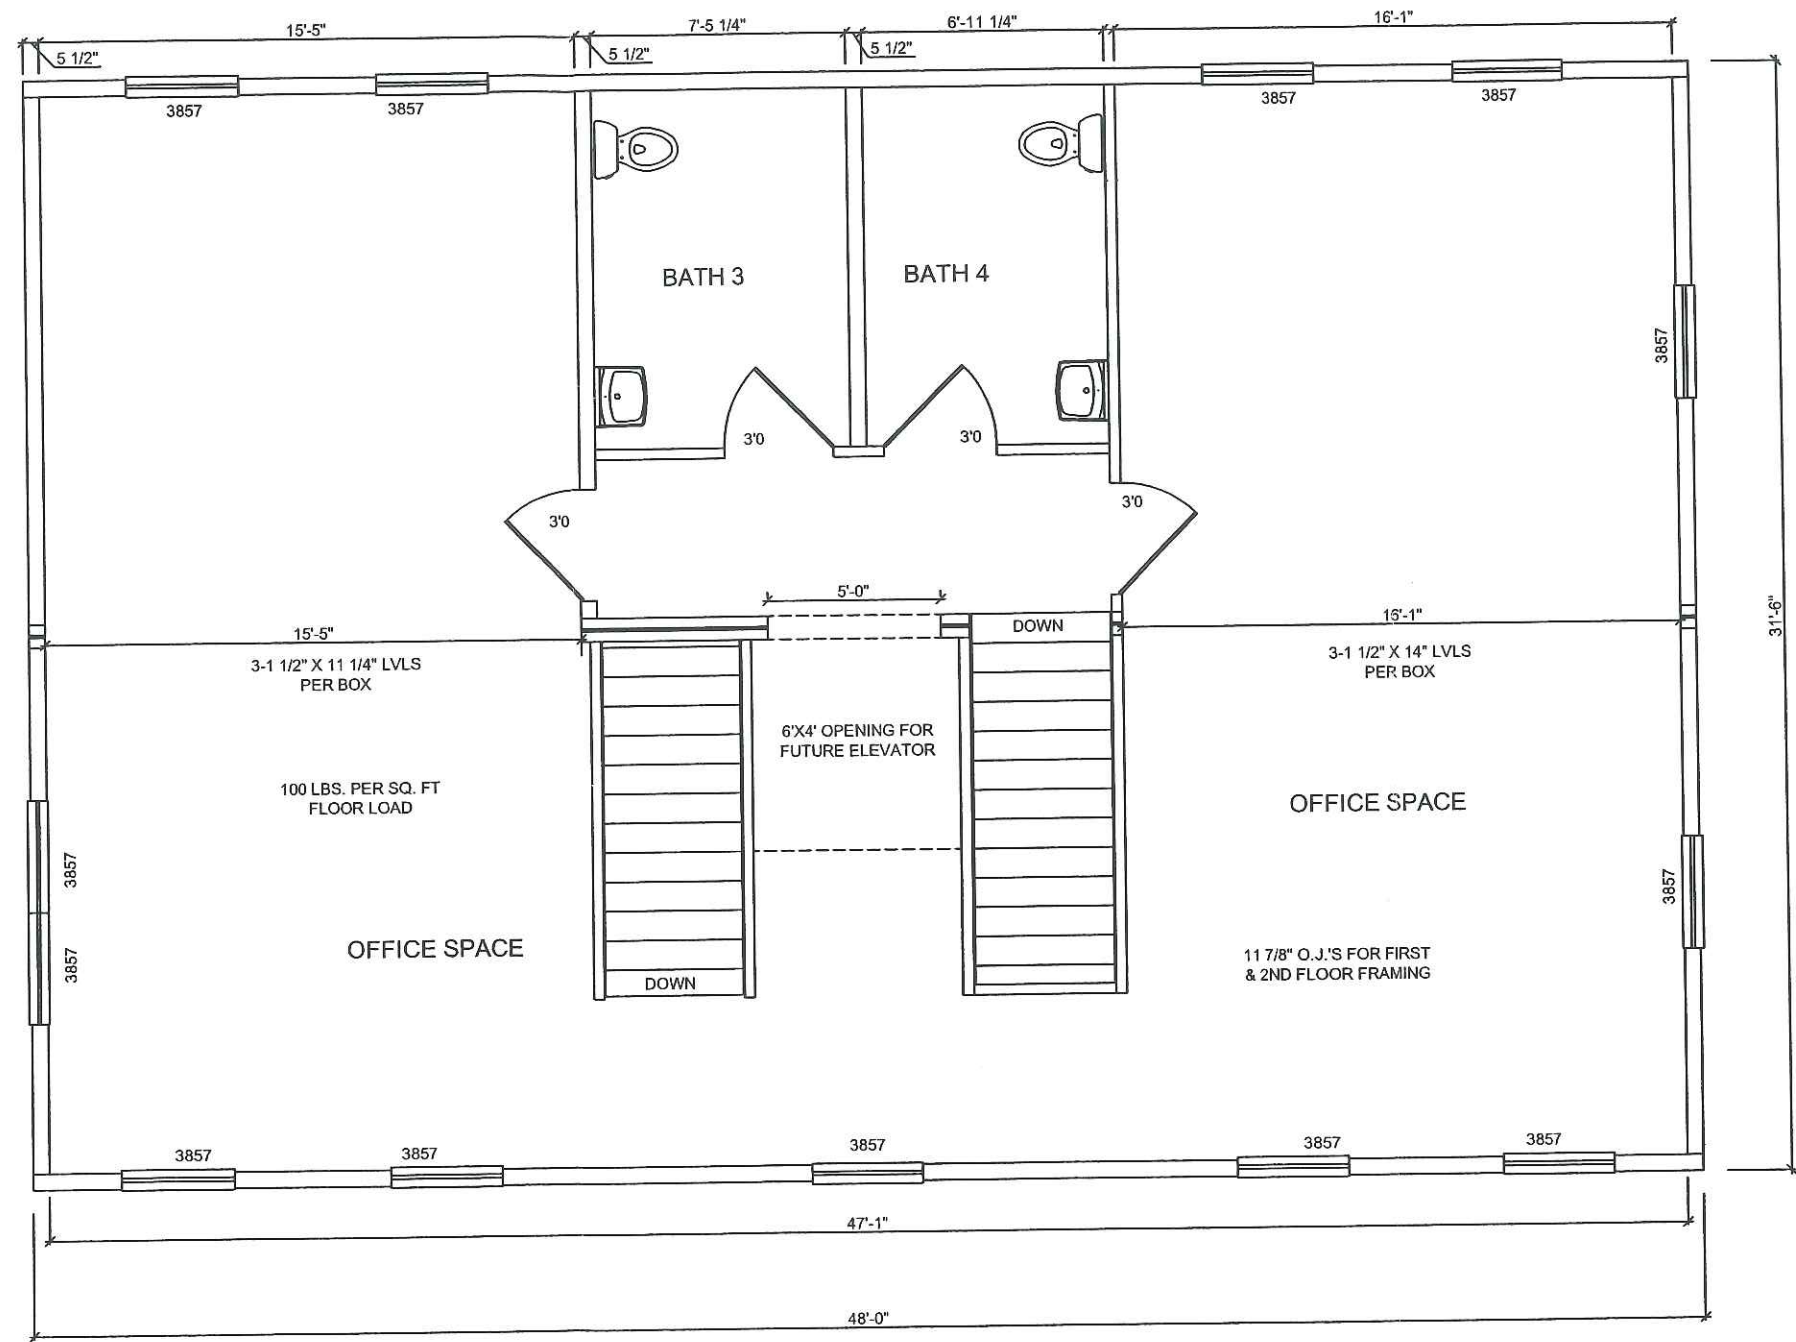 15'-5"
7'-5 1/4"
6'-11 1/4"
16'-1"
5 1/2"
5 1/2"
5 1/2"
3857
3857
3857
3857
BATH 3
BATH 4
3857
3'0
3'0
3'0
3'0
5'-0"
31'-6"
15'-5"
DOWN
16'-1"
3-1 1/2" X 11 1/4" LVLS
PER BOX
3-1 1/2" X 14" LVLS
PER BOX
6'X4' OPENING FOR
FUTURE ELEVATOR
100 LBS. PER SQ. FT
FLOOR LOAD
OFFICE SPACE
3857
3857
3857
OFFICE SPACE
11 7/8" O.J.'S FOR FIRST
& 2ND FLOOR FRAMING
DOWN
3857
3857
3857
3857
3857
47'-1"
48'-0"